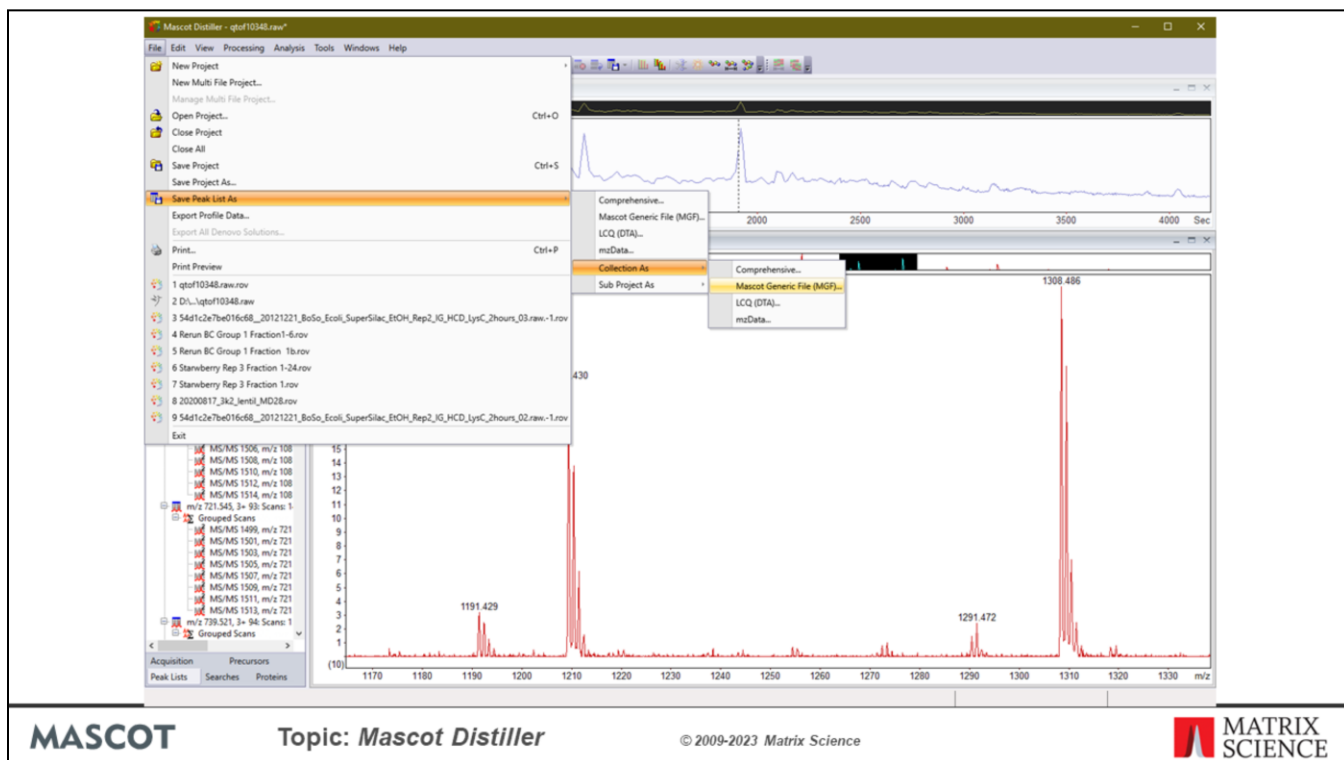 Mascot Distiller - qtof10348.raw*
File Edit View Processing Analysis Tools Windows Help
New Project
New Multi File Project...
Manage Multi File Project...
Open Project... Ctrl+O
Close Project
Close All
Save Project Ctrl+S
Save Project As...
Save Peak List As
Export Profile Data...
Export All Denovo Solutions...
Print... Ctrl+P
Print Preview
1 qtof10348.raw.rov
2 D:\...\qtof10348.raw
3 54d1c2e7be016c68__20121221_BoSo_Ecoli_SuperSilac_EtOH_Rep2_IG_HCD_LysC_2hours_03.raw.-1.rov
4 Rerun BC Group 1 Fraction1-6.rov
5 Rerun BC Group 1 Fraction 1b.rov
6 Starwberry Rep 3 Fraction 1-24.rov
7 Starwberry Rep 3 Fraction 1.rov
8 20200817_3k2_lentil_MD28.rov
9 54d1c2e7be016c68__20121221_BoSo_Ecoli_SuperSilac_EtOH_Rep2_IG_HCD_LysC_2hours_02.raw.-1.rov
Exit
Comprehensive...
Mascot Generic File (MGF)...
LCQ (DTA)...
mzData...
Collection As
Sub Project As
Comprehensive...
Mascot Generic File (MGF)...
LCQ (DTA)...
mzData...
2000 2500 3000 3500 4000 Sec
1308.486
430
1191.429
1291.472
MS/MS 1506, m/z 108
MS/MS 1508, m/z 108
MS/MS 1510, m/z 108
MS/MS 1512, m/z 108
MS/MS 1514, m/z 108
m/z 721.545, 3+ 93: Scans: 1
Grouped Scans
MS/MS 1499, m/z 721
MS/MS 1501, m/z 721
MS/MS 1503, m/z 721
MS/MS 1505, m/z 721
MS/MS 1507, m/z 721
MS/MS 1509, m/z 721
MS/MS 1511, m/z 721
MS/MS 1513, m/z 721
m/z 739.521, 3+ 94: Scans: 1
Grouped Scans
Acquisition Precursors
Peak Lists Searches Proteins
15
14
13
12
11
10
9
8
7
6
5
4
3
2
1
(10)
1170 1180 1190 1200 1210 1220 1230 1240 1250 1260 1270 1280 1290 1300 1310 1320 1330 m/z
MASCOT
Topic: Mascot Distiller
© 2009-2023 Matrix Science
MATRIX
SCIENCE